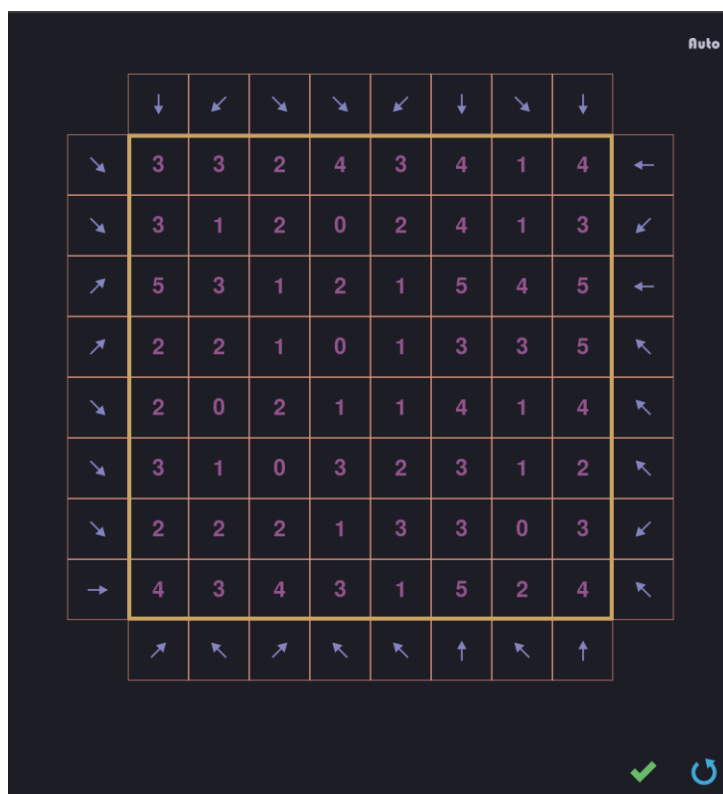 Auto
↓ ↙ ↘ ↘ ↙ ↓ ↘ ↓
↘ 3 3 2 4 3 4 1 4 ←
↘ 3 1 2 0 2 4 1 3 ↙
↗ 5 3 1 2 1 5 4 5 ←
↗ 2 2 1 0 1 3 3 5 ↖
↘ 2 0 2 1 1 4 1 4 ↖
↘ 3 1 0 3 2 3 1 2 ↖
↘ 2 2 2 1 3 3 0 3 ↙
→ 4 3 4 3 1 5 2 4 ↖
↗ ↖ ↗ ↖ ↖ ↑ ↖ ↑